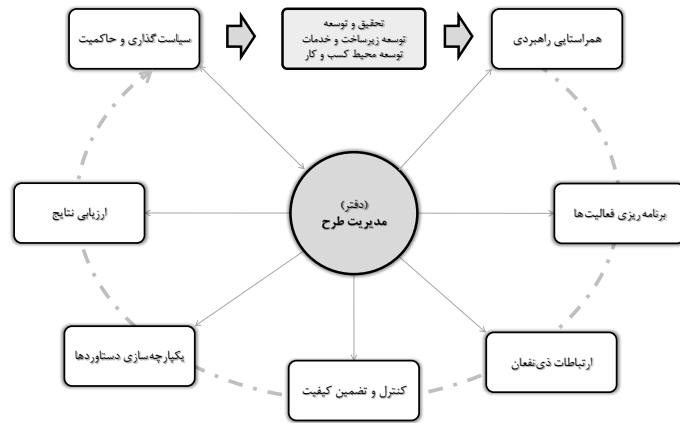 سیاست‌گذاری و حاکمیت
تحقیق و توسعه
توسعه زیرساخت و خدمات
توسعه محیط کسب و کار
همراستایی راهبردی
(دفتر)
مدیریت طرح
برنامه‌ریزی فعالیت‌ها
ارتباطات ذی‌نفعان
کنترل و تضمین کیفیت
یکپارچه‌سازی دستاوردها
ارزیابی نتایج